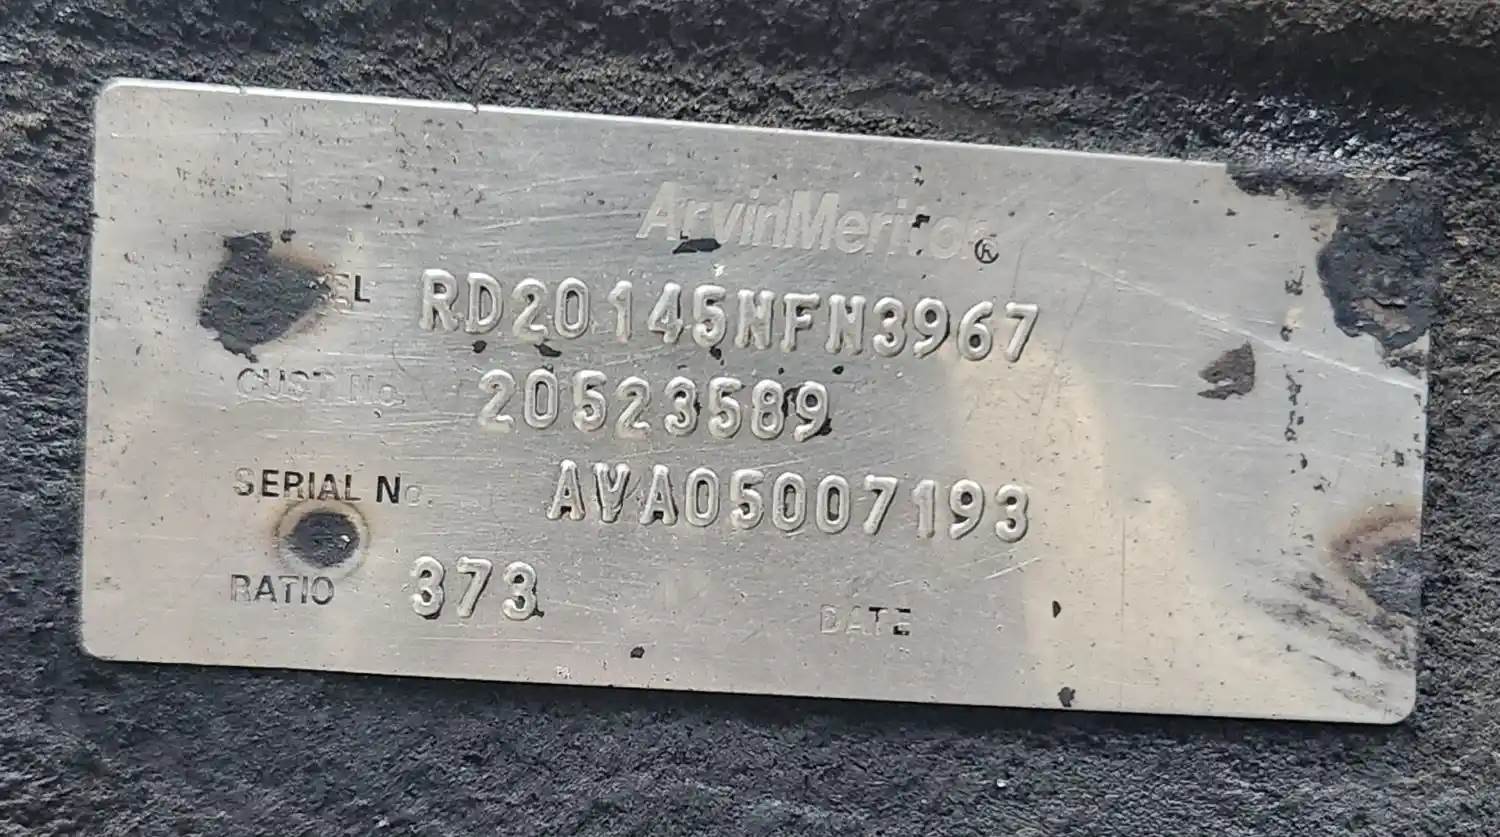 ArvinMeritor®
EL RD20145NFN3967
CUST. No. 20523589
SERIAL No. AVA05007193
RATIO 373 DATE